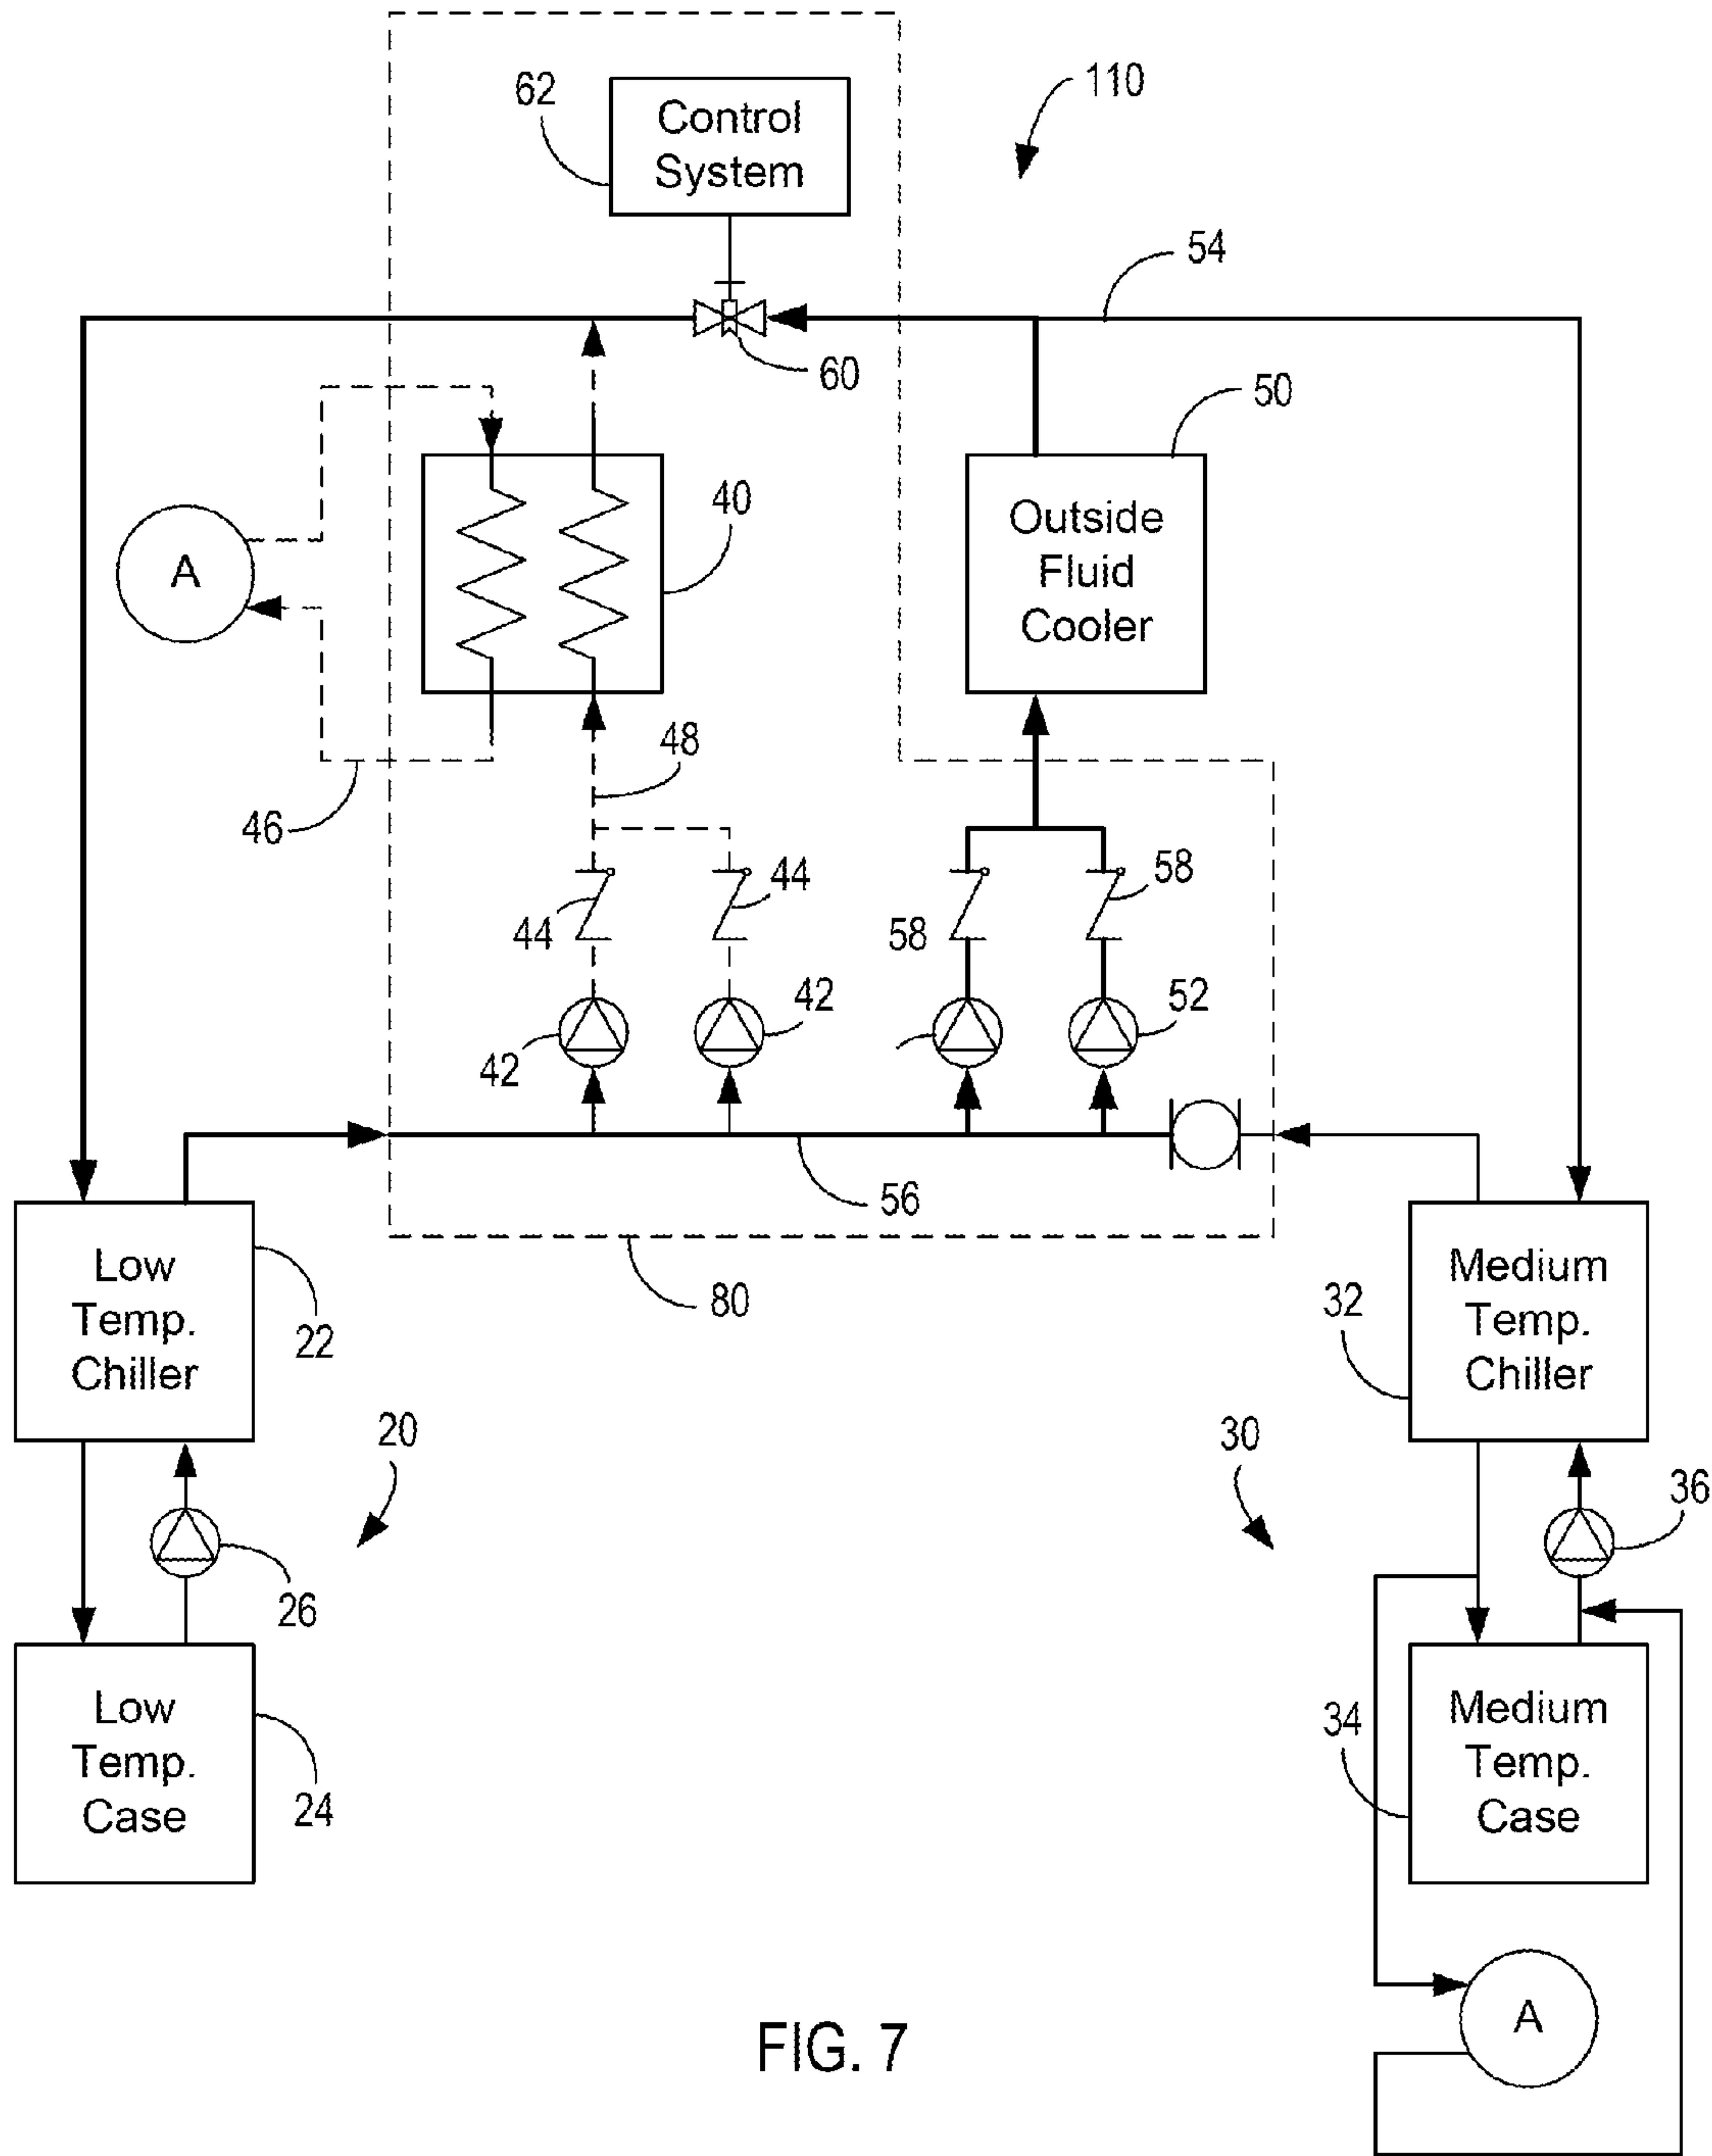 62
Control
System
110
54
60
50
40
A
Outside
Fluid
Cooler
48
46
44
44
58
58
42
42
52
56
80
Low
Temp.
Chiller
22
32
Medium
Temp.
Chiller
20
30
36
26
Low
Temp.
Case
24
34
Medium
Temp.
Case
A
FIG. 7